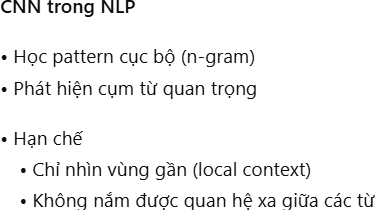 CNN trong NLP
• Học pattern cục bộ (n-gram)
• Phát hiện cụm từ quan trọng
• Hạn chế
• Chỉ nhìn vùng gần (local context)
• Không nắm được quan hệ xa giữa các từ